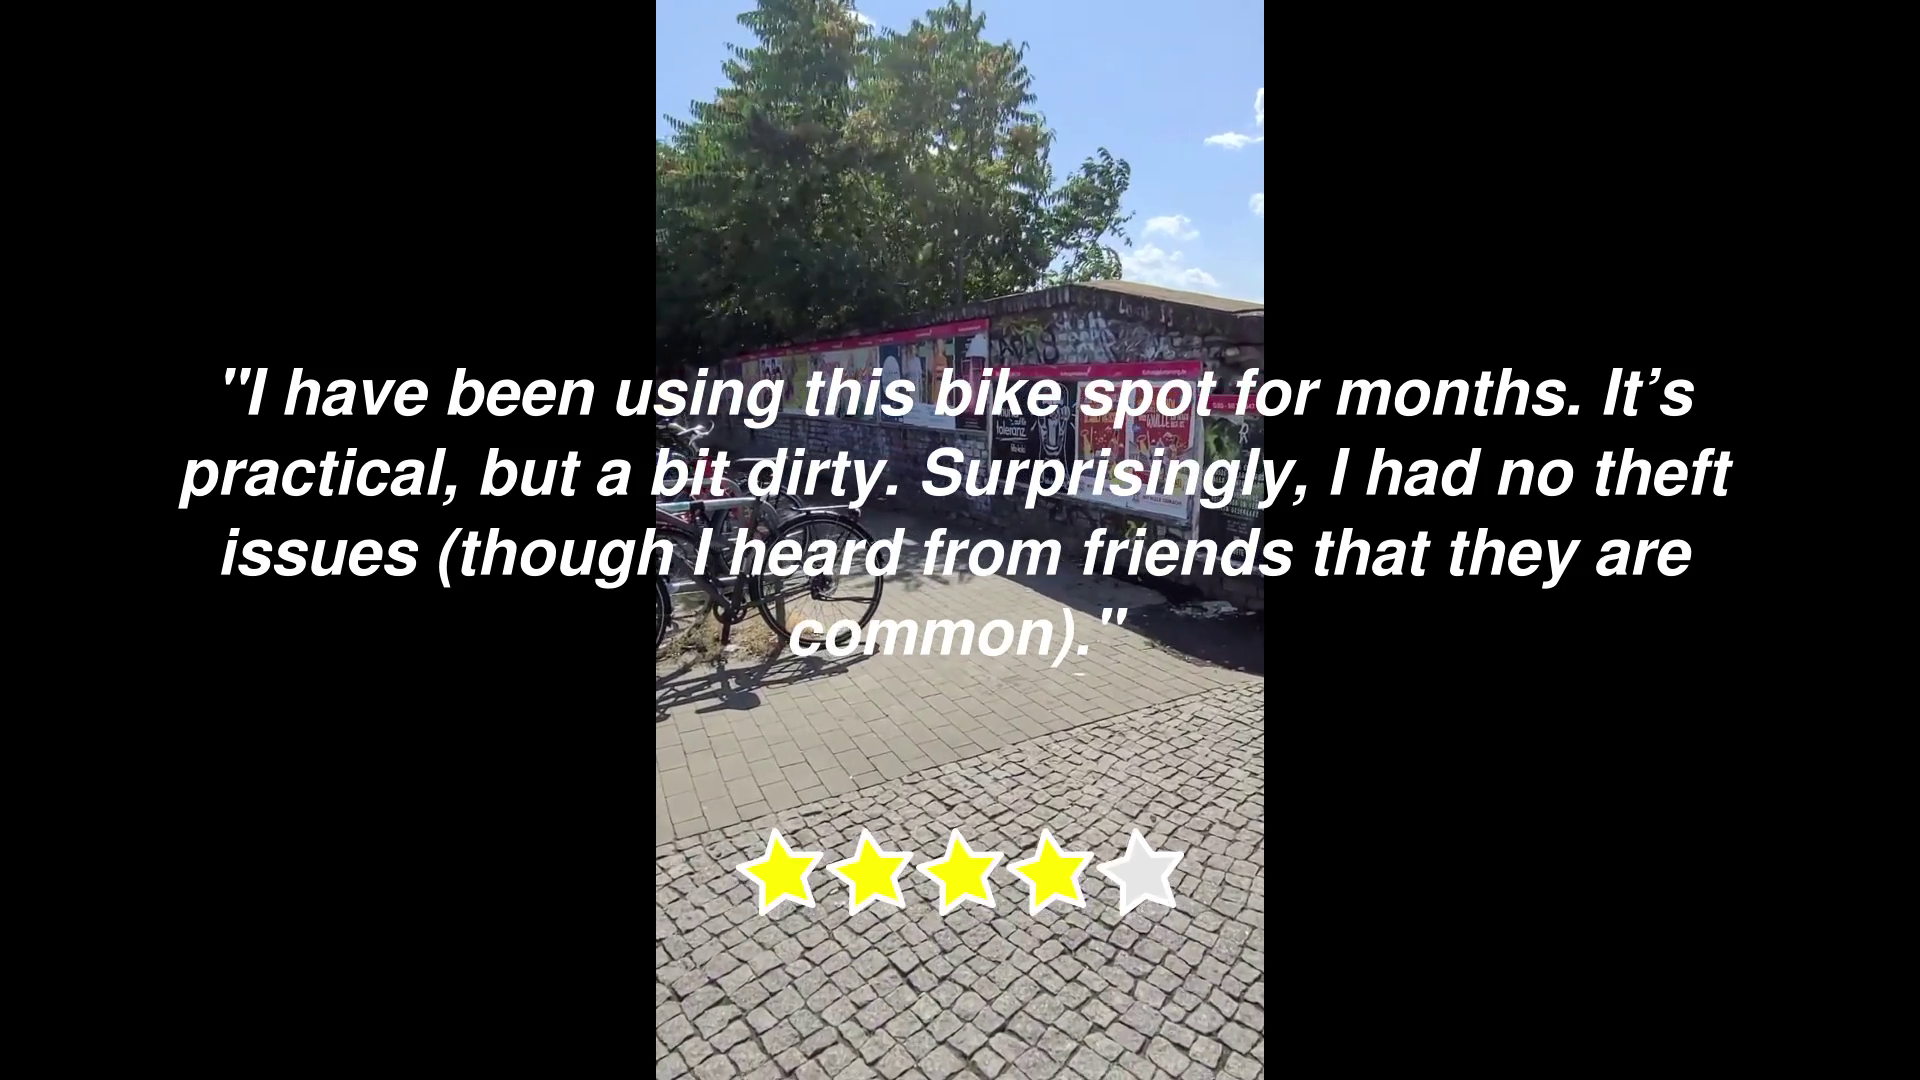 "I have been using this bike spot for months. It’s
practical, but a bit dirty. Surprisingly, I had no theft
issues (though I heard from friends that they are
common)."
toleranz